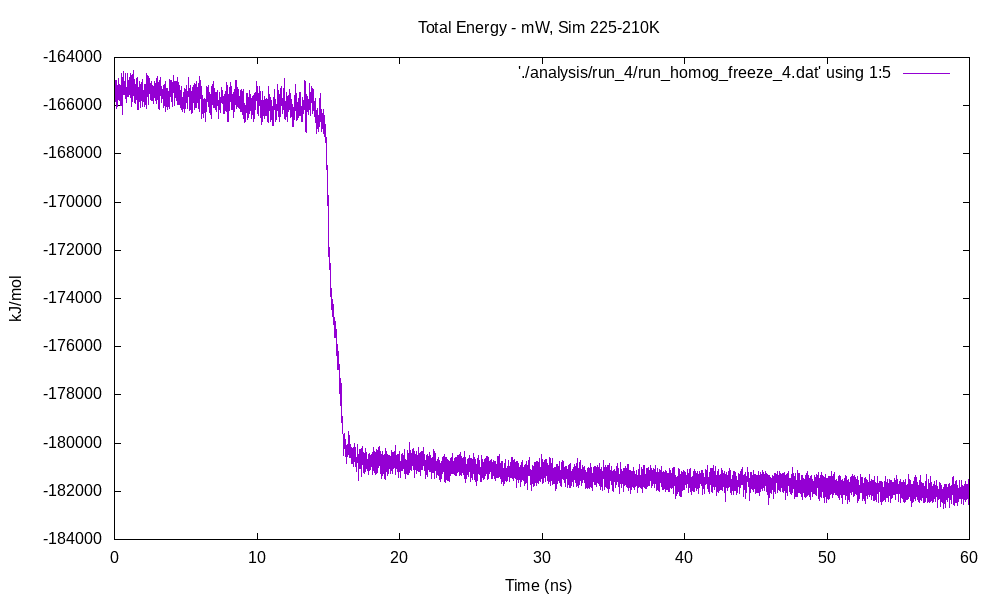 Total Energy - mW, Sim 225-210K
'./analysis/run_4/run_homog_freeze_4.dat' using 1:5
kJ/mol
-164000
-166000
-168000
-170000
-172000
-174000
-176000
-178000
-180000
-182000
-184000
0 10 20 30 40 50 60
Time (ns)